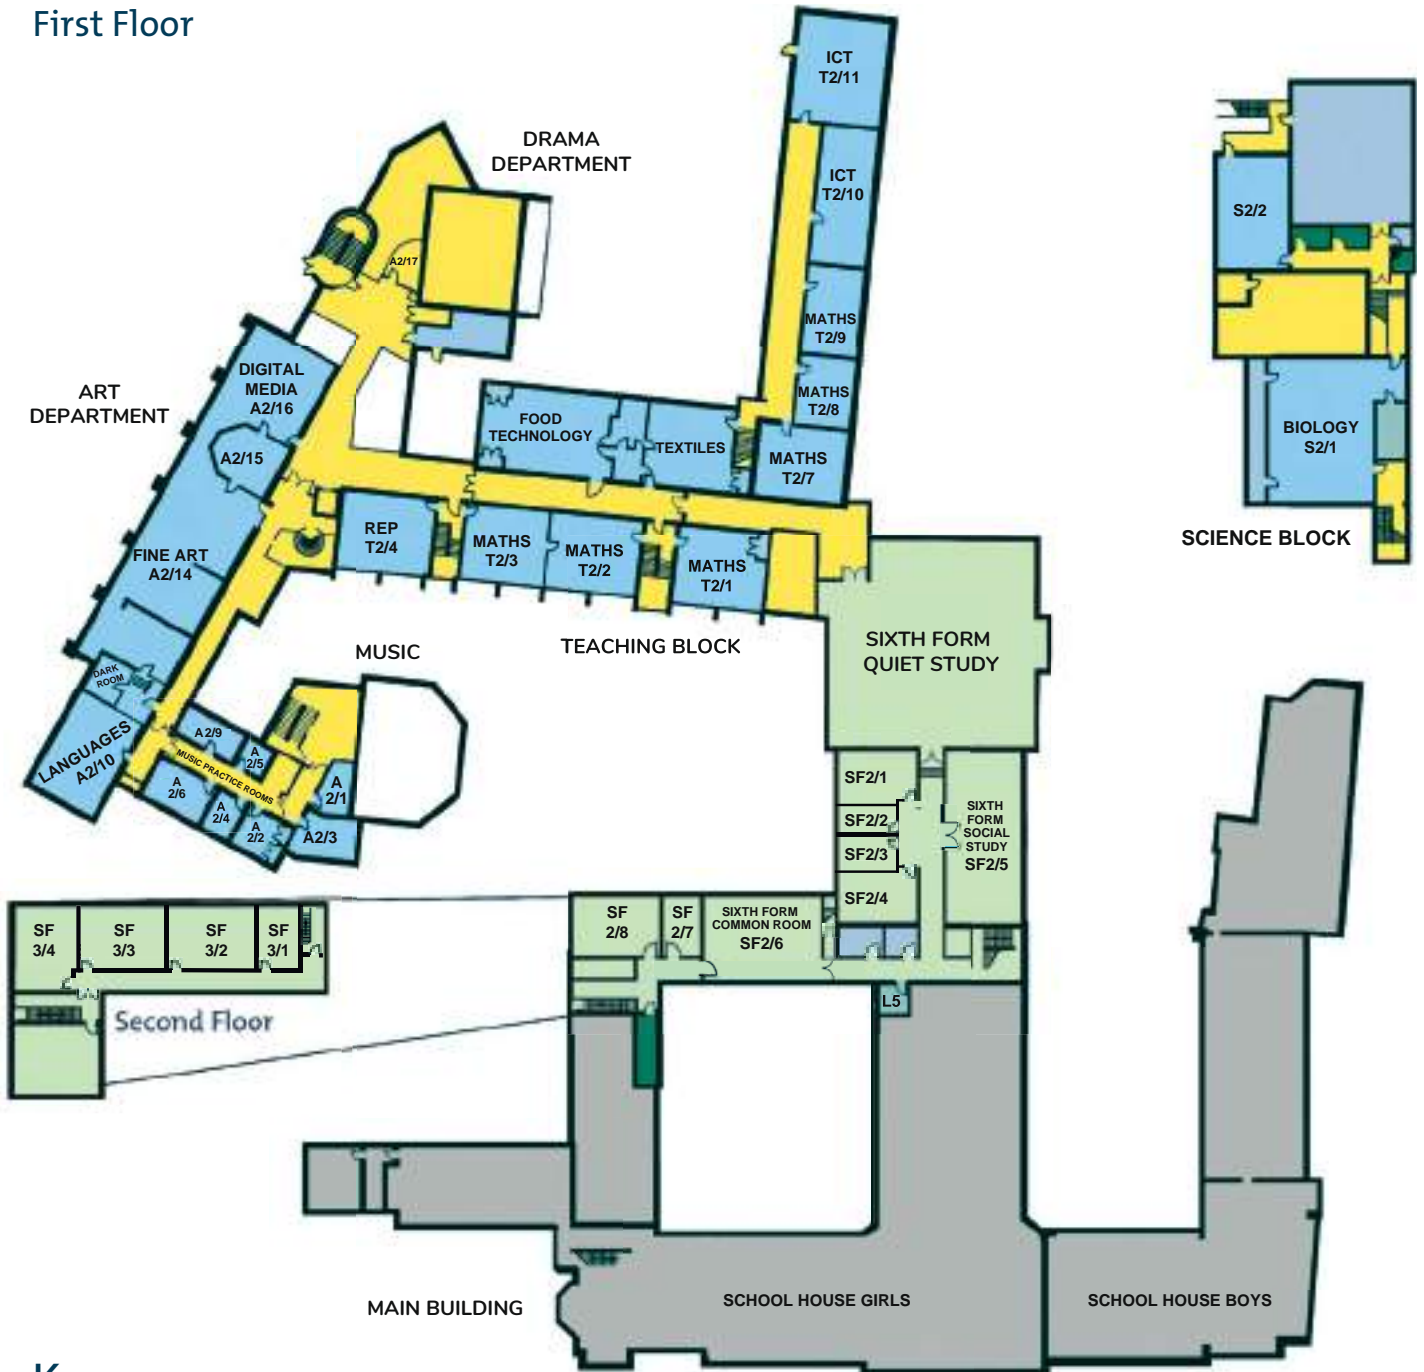 First Floor
ICT
T2/11
DRAMA
DEPARTMENT
ICT
T2/10
S2/2
A2/17
MATHS
T2/9
DIGITAL
MEDIA
A2/16
ART
DEPARTMENT
MATHS
T2/8
FOOD
TECHNOLOGY
TEXTILES
BIOLOGY
S2/1
A2/15
MATHS
T2/7
REP
T2/4
MATHS
T2/3
MATHS
T2/2
MATHS
T2/1
SCIENCE BLOCK
FINE ART
A2/14
SIXTH FORM
QUIET STUDY
TEACHING BLOCK
MUSIC
DARK
ROOM
LANGUAGES
A2/10
A2/9
A
2/5
MUSIC PRACTICE ROOMS
A
2/6
A
2/4
A
2/2
A
2/1
A2/3
SF2/1
SF2/2
SF2/3
SF2/4
SIXTH
FORM
SOCIAL
STUDY
SF2/5
SF
3/4
SF
3/3
SF
3/2
SF
3/1
SF
2/8
SF
2/7
SIXTH FORM
COMMON ROOM
SF2/6
L5
Second Floor
MAIN BUILDING
SCHOOL HOUSE GIRLS
SCHOOL HOUSE BOYS